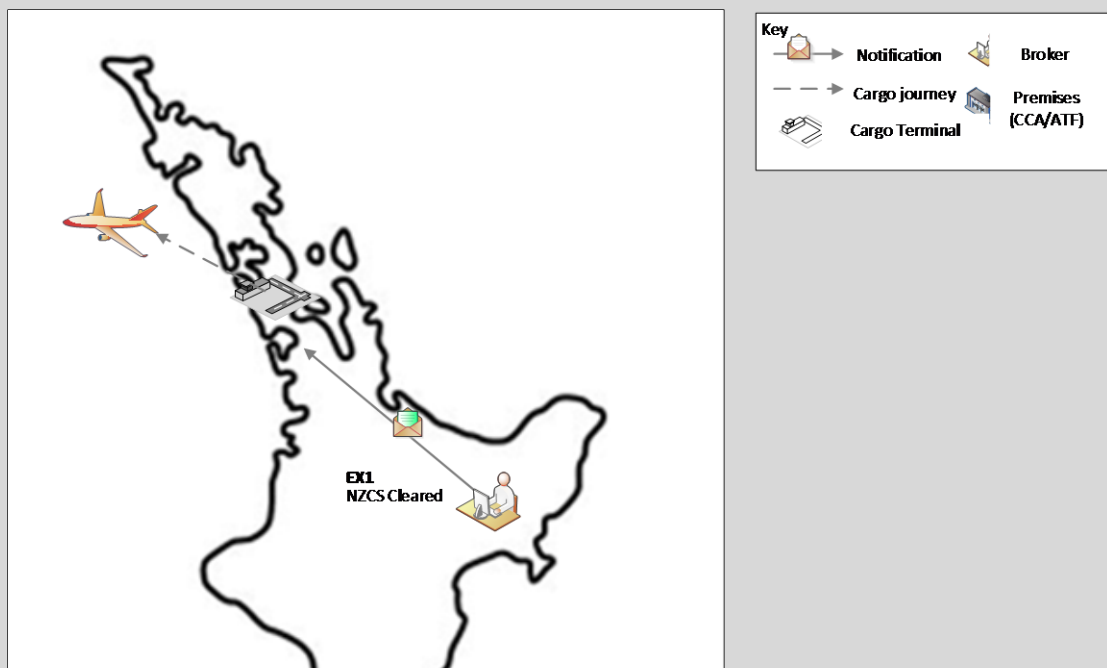 Key
Notification
Broker
Cargo journey
Premises
(CCA/ATF)
Cargo Terminal
EX1
NZCS Cleared